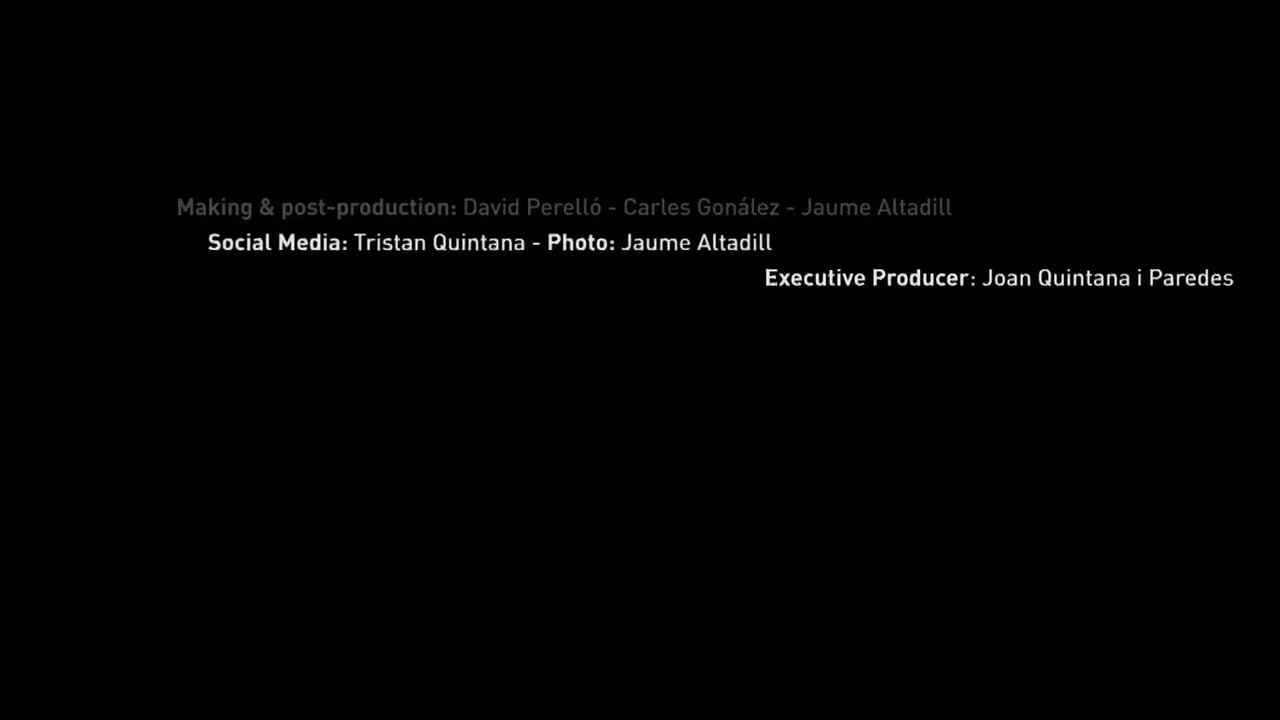 Making & post-production: David Perelló - Carles Gonález - Jaume Altadill
Social Media: Tristan Quintana - Photo: Jaume Altadill
Executive Producer: Joan Quintana i Paredes